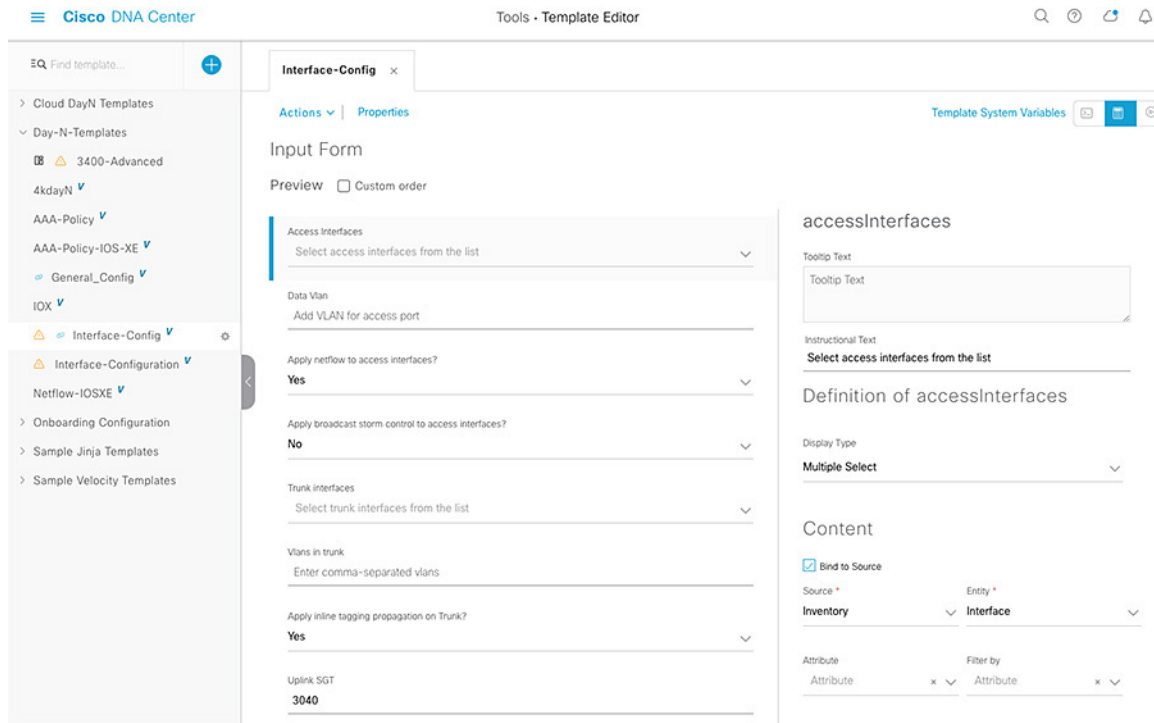 Cisco DNA Center
Tools · Template Editor
Find template...
Cloud DayN Templates
Day-N-Templates
3400-Advanced
4kdayN V
AAA-Policy V
AAA-Policy-IOS-XE V
General_Config V
IOX V
Interface-Config V
Interface-Configuration V
Netflow-IOSXE V
Onboarding Configuration
Sample Jinja Templates
Sample Velocity Templates
Interface-Config ×
Actions | Properties
Template System Variables
Input Form
Preview Custom order
Access Interfaces
Select access interfaces from the list
Data Vlan
Add VLAN for access port
Apply netflow to access interfaces?
Yes
Apply broadcast storm control to access interfaces?
No
Trunk interfaces
Select trunk interfaces from the list
Vlans in trunk
Enter comma-separated vlans
Apply inline tagging propagation on Trunk?
Yes
Uplink SGT
3040
accessInterfaces
Tooltip Text
Tooltip Text
Instructional Text
Select access interfaces from the list
Definition of accessInterfaces
Display Type
Multiple Select
Content
Bind to Source
Source * Entity *
Inventory Interface
Attribute Filter by
Attribute × Attribute ×